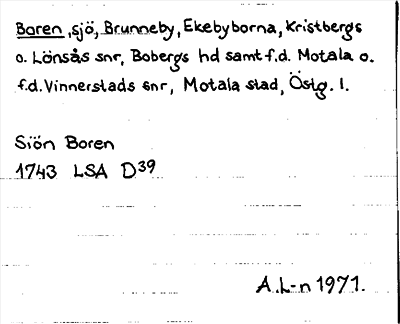 Boren, sjö, Brunneby, Ekebyborna, Kristbergs
o. Lönsås snr, Bobergs hd samt f.d. Motala o.
f.d. Vinnerstads snr, Motala stad, Östg. l.
Siön Boren
1743 LSA D39
A.L-n 1971.